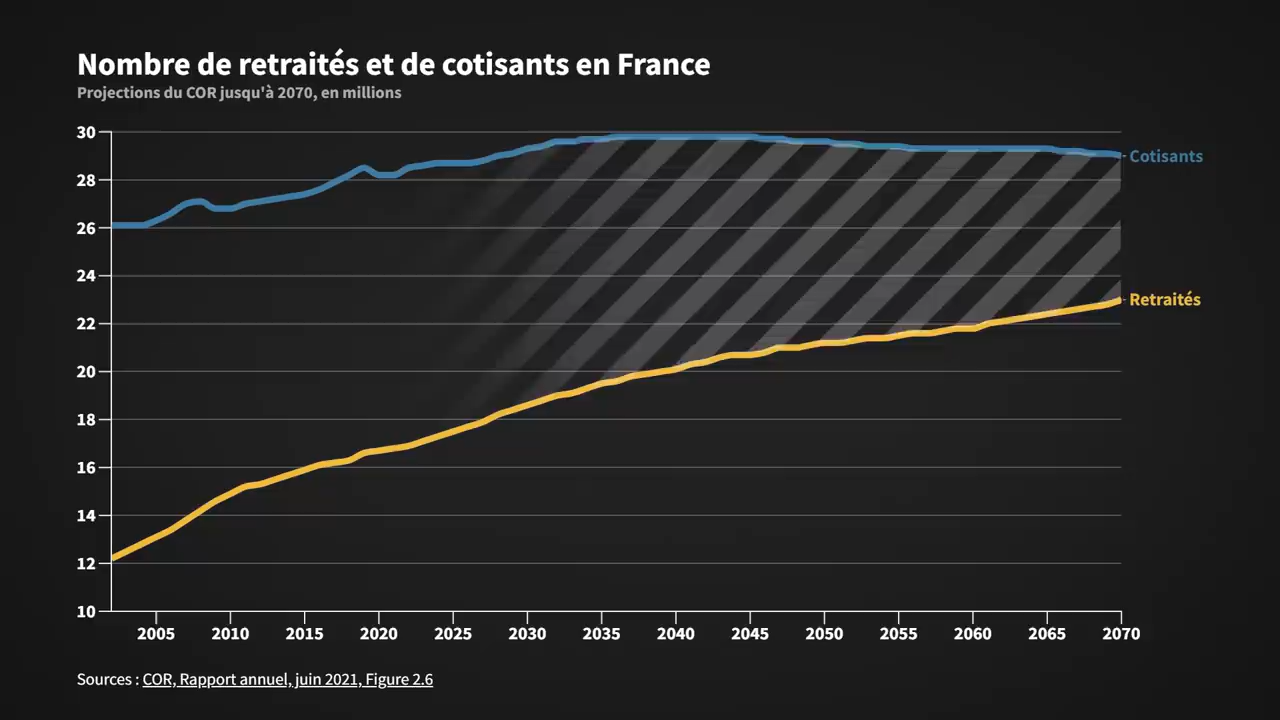 Nombre de retraités et de cotisants en France
Projections du COR jusqu'à 2070, en millions
30
28
26
24
22
20
18
16
14
12
10
Cotisants
Retraités
2005 2010 2015 2020 2025 2030 2035 2040 2045 2050 2055 2060 2065 2070
Sources : COR, Rapport annuel, juin 2021, Figure 2.6